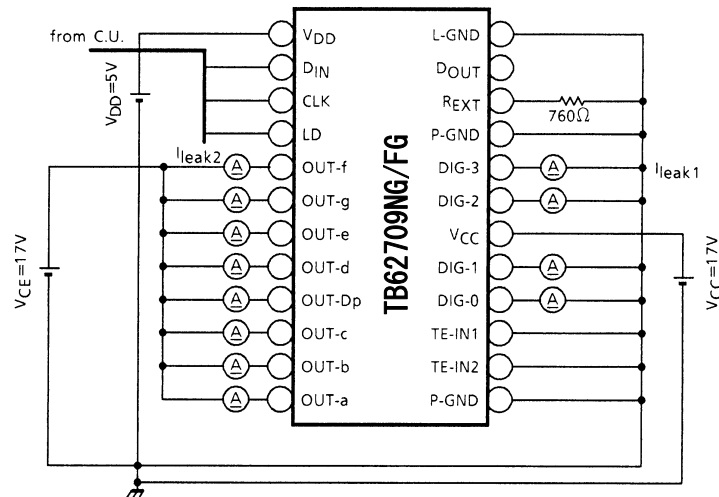 from C.U.
VDD=5V
VCE=17V
Ileak2
VDD
DIN
CLK
LD
OUT-f
OUT-g
OUT-e
OUT-d
OUT-Dp
OUT-c
OUT-b
OUT-a
A
A
A
A
A
A
A
A
TB62709NG/FG
L-GND
DOUT
REXT
P-GND
DIG-3
DIG-2
VCC
DIG-1
DIG-0
TE-IN1
TE-IN2
P-GND
760Ω
A
A
A
A
Ileak1
VCC=17V